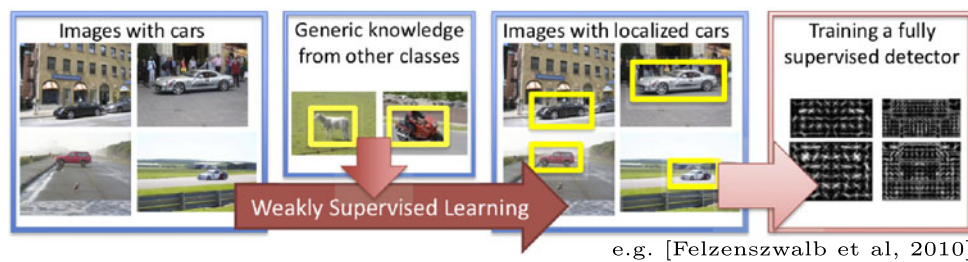 Images with cars
Generic knowledge
from other classes
Images with localized cars
Training a fully
supervised detector
Weakly Supervised Learning
e.g. [Felzenszwalb et al, 2010]